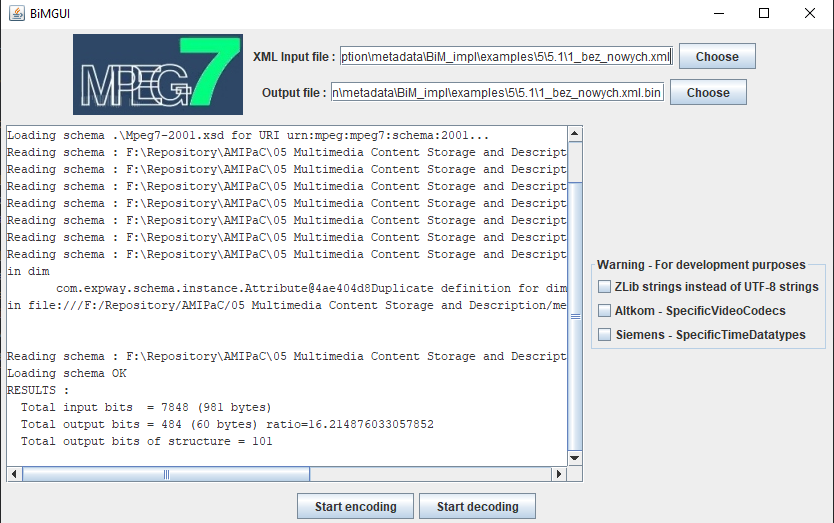 BiMGUI
MPEG 7
XML Input file : ption\metadata\BiM_impl\examples\5\5.1\1_bez_nowych.xml Choose
Output file : n\metadata\BiM_impl\examples\5\5.1\1_bez_nowych.xml.bin Choose
Loading schema .\Mpeg7-2001.xsd for URI urn:mpeg:mpeg7:schema:2001...
Reading schema : F:\Repository\AMIPaC\05 Multimedia Content Storage and Descript
Reading schema : F:\Repository\AMIPaC\05 Multimedia Content Storage and Descript
Reading schema : F:\Repository\AMIPaC\05 Multimedia Content Storage and Descript
Reading schema : F:\Repository\AMIPaC\05 Multimedia Content Storage and Descript
Reading schema : F:\Repository\AMIPaC\05 Multimedia Content Storage and Descript
Reading schema : F:\Repository\AMIPaC\05 Multimedia Content Storage and Descript
Reading schema : F:\Repository\AMIPaC\05 Multimedia Content Storage and Descript
in dim
com.expway.schema.instance.Attribute@4ae404d8Duplicate definition for dim
in file:///F:/Repository/AMIPaC/05 Multimedia Content Storage and Description/me
Reading schema : F:\Repository\AMIPaC\05 Multimedia Content Storage and Descript
Loading schema OK
RESULTS :
Total input bits = 7848 (981 bytes)
Total output bits = 484 (60 bytes) ratio=16.214876033057852
Total output bits of structure = 101
Warning - For development purposes
ZLib strings instead of UTF-8 strings
Altkom - SpecificVideoCodecs
Siemens - SpecificTimeDatatypes
Start encoding Start decoding